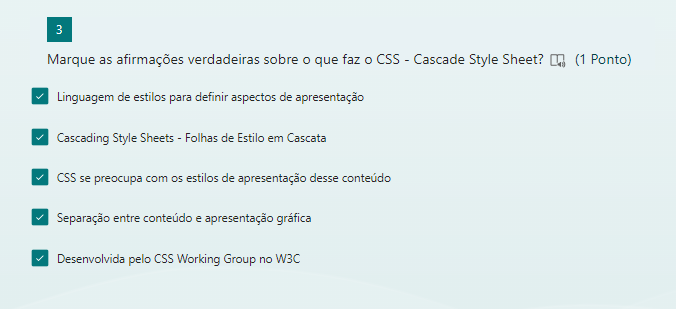 3
Marque as afirmações verdadeiras sobre o que faz o CSS - Cascade Style Sheet? (1 Ponto)
Linguagem de estilos para definir aspectos de apresentação
Cascading Style Sheets - Folhas de Estilo em Cascata
CSS se preocupa com os estilos de apresentação desse conteúdo
Separação entre conteúdo e apresentação gráfica
Desenvolvida pelo CSS Working Group no W3C